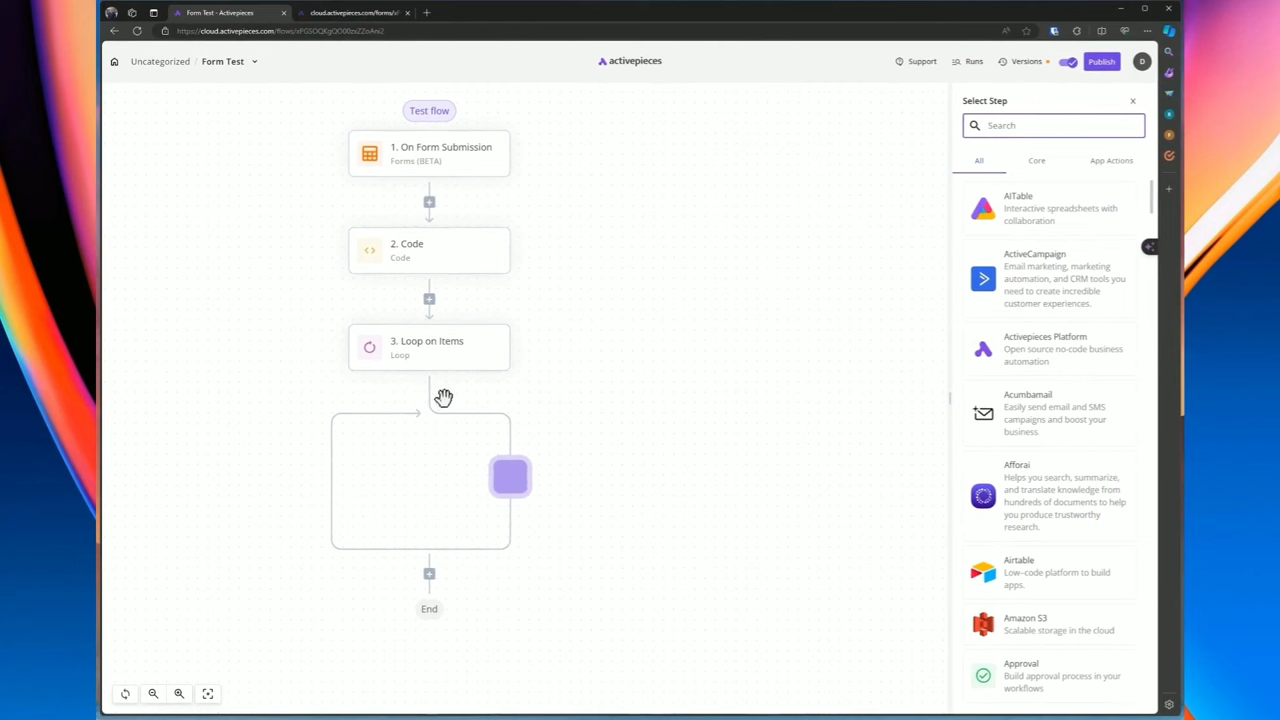 Form Test - Activepieces
cloud.activepieces.com/forms/
https://cloud.activepieces.com/flows/
Uncategorized / Form Test
activepieces
Support
Runs
Versions
Publish
D
Test flow
1. On Form Submission
Forms (BETA)
2. Code
Code
3. Loop on Items
Loop
End
Select Step
Search
All
Core
App Actions
AITable
Interactive spreadsheets with
collaboration
ActiveCampaign
Email marketing, marketing
automation, and CRM tools you
need to create incredible
customer experiences.
Activepieces Platform
Open source no-code business
automation
Acumbamail
Easily send email and SMS
campaigns and boost your
business
Afforai
Helps you search, summarize,
and translate knowledge from
hundreds of documents to help
you produce trustworthy
research.
Airtable
Low-code platform to build
apps.
Amazon S3
Scalable storage in the cloud
Approval
Build approval process in your
workflows